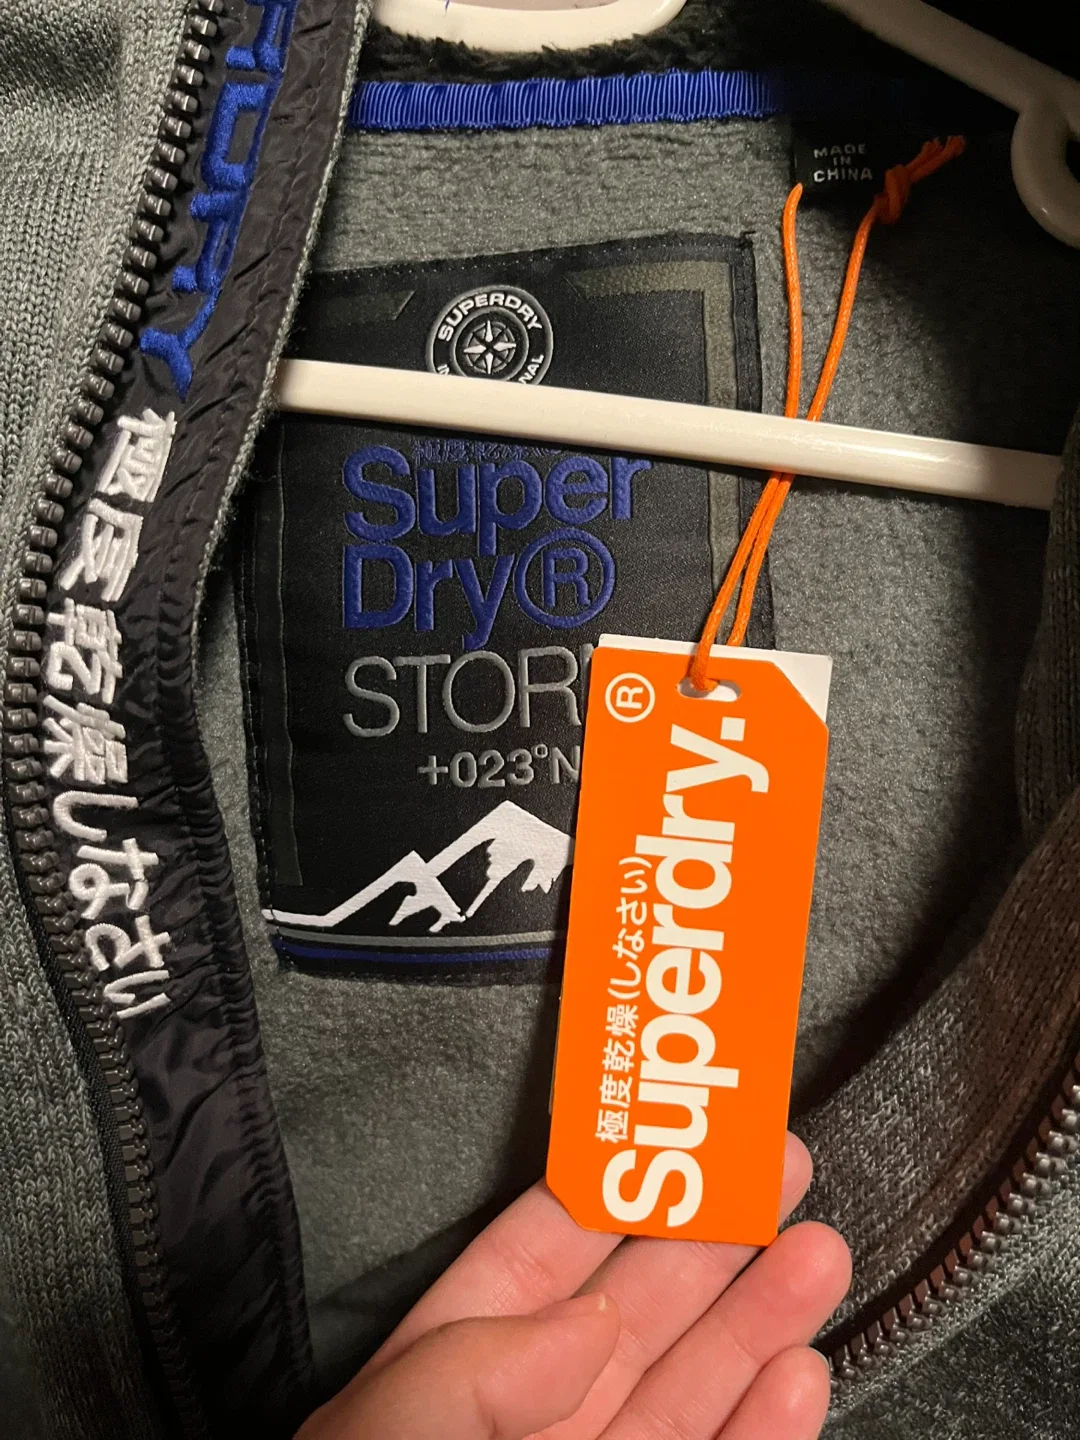 MADE
IN
CHINA
SUPERDRY
Super
Dry®
+023°N
Superdry.®
極度乾燥(しなさい)
極度乾燥しなさい